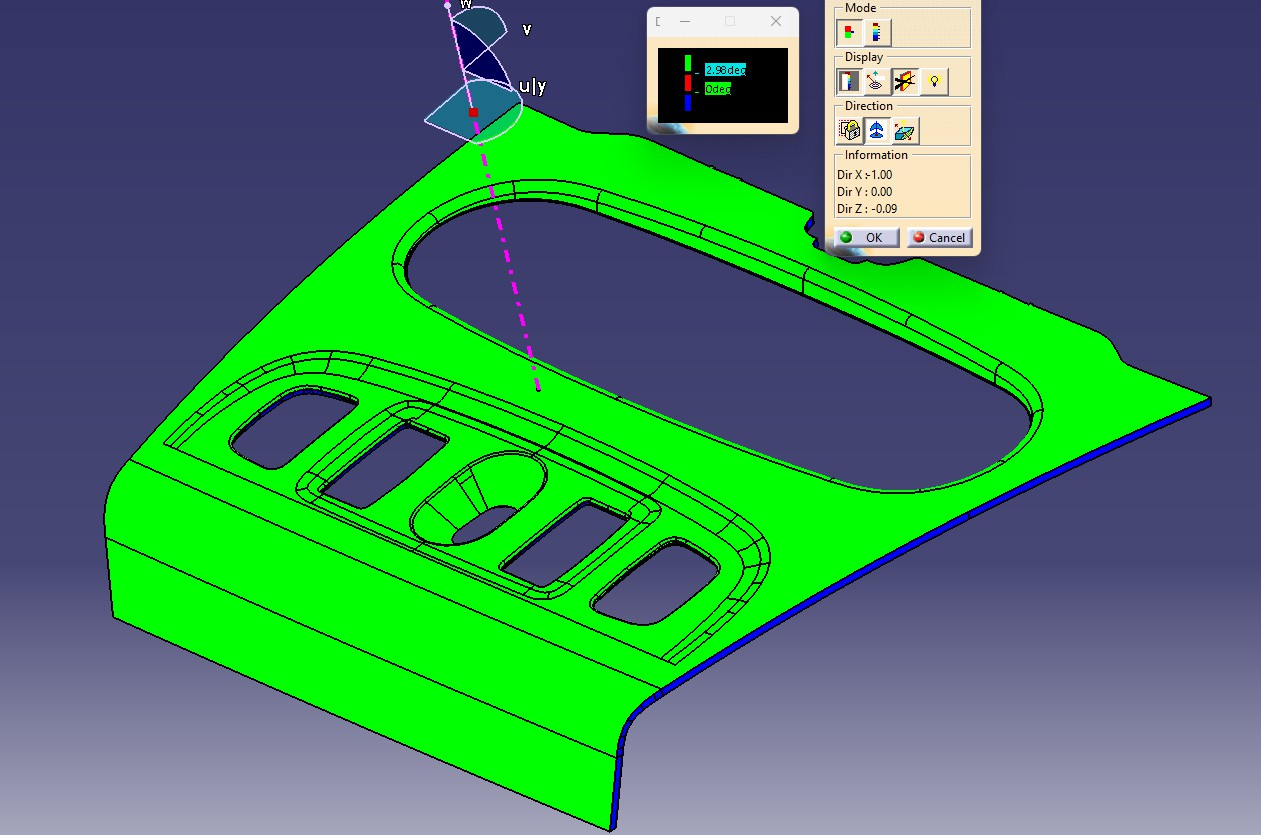 w
v
u|y
2.98deg
0deg
Mode
Display
Direction
Information
Dir X :-1.00
Dir Y : 0.00
Dir Z : -0.09
OK
Cancel